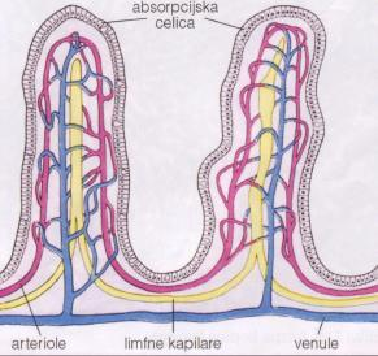 absorpcijska
celica
arteriole
limfne kapilare
venule